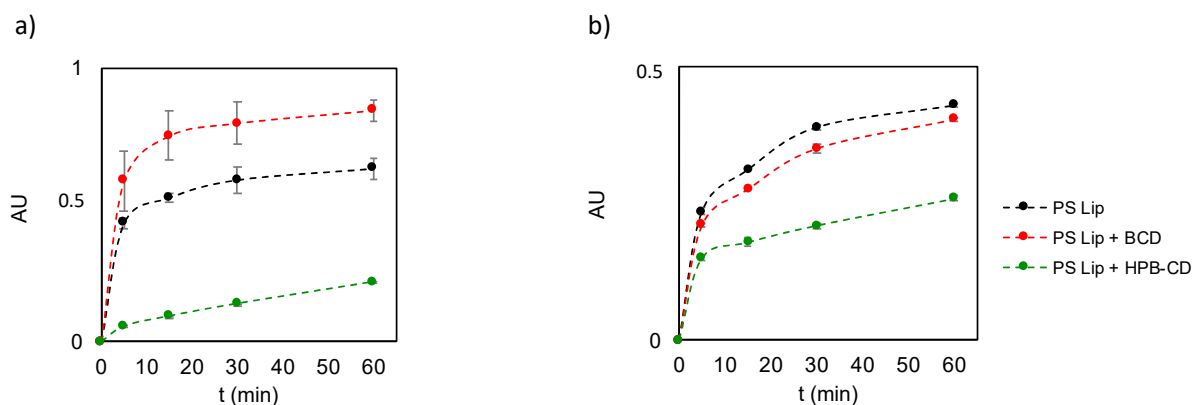 a)
1
0.5
0
AU
0 10 20 30 40 50 60
t (min)
b)
0.5
0
AU
0 10 20 30 40 50 60
t (min)
PS Lip
PS Lip + BCD
PS Lip + HPB-CD